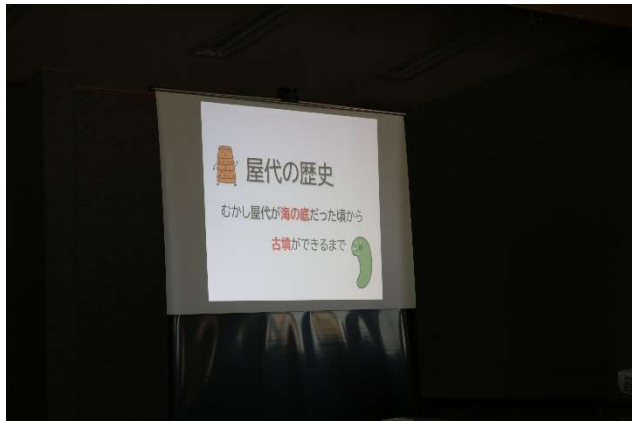 屋代の歴史
むかし屋代が海の底だった頃から
古墳ができるまで